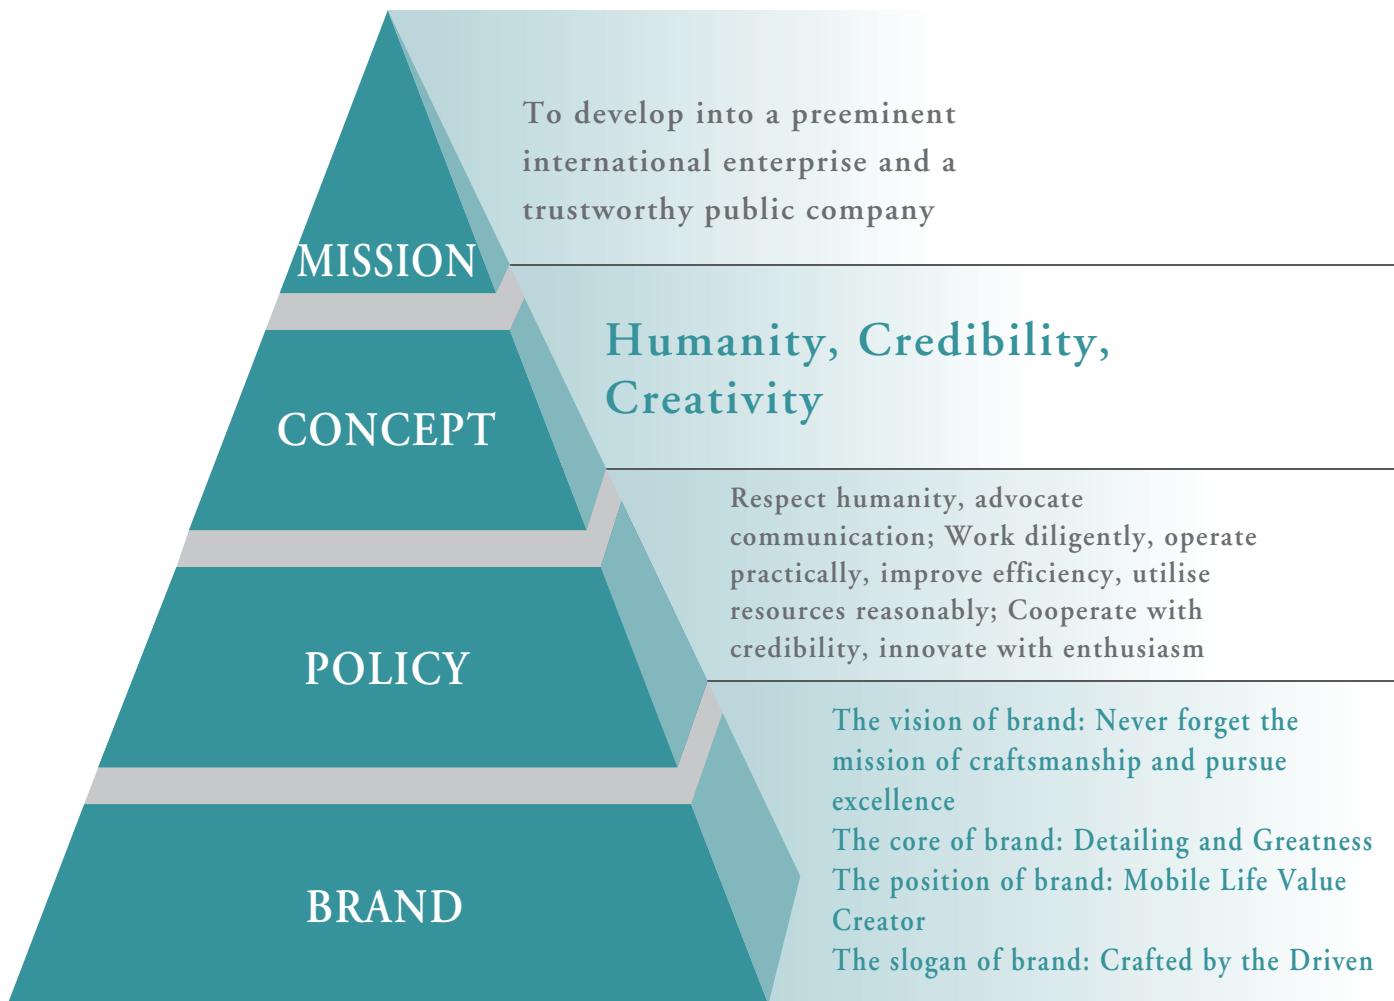 To develop into a preeminent
international enterprise and a
trustworthy public company
MISSION
Humanity, Credibility,
Creativity
CONCEPT
Respect humanity, advocate
communication; Work diligently, operate
practically, improve efficiency, utilise
resources reasonably; Cooperate with
credibility, innovate with enthusiasm
POLICY
The vision of brand: Never forget the
mission of craftsmanship and pursue
excellence
The core of brand: Detailing and Greatness
The position of brand: Mobile Life Value
Creator
The slogan of brand: Crafted by the Driven
BRAND